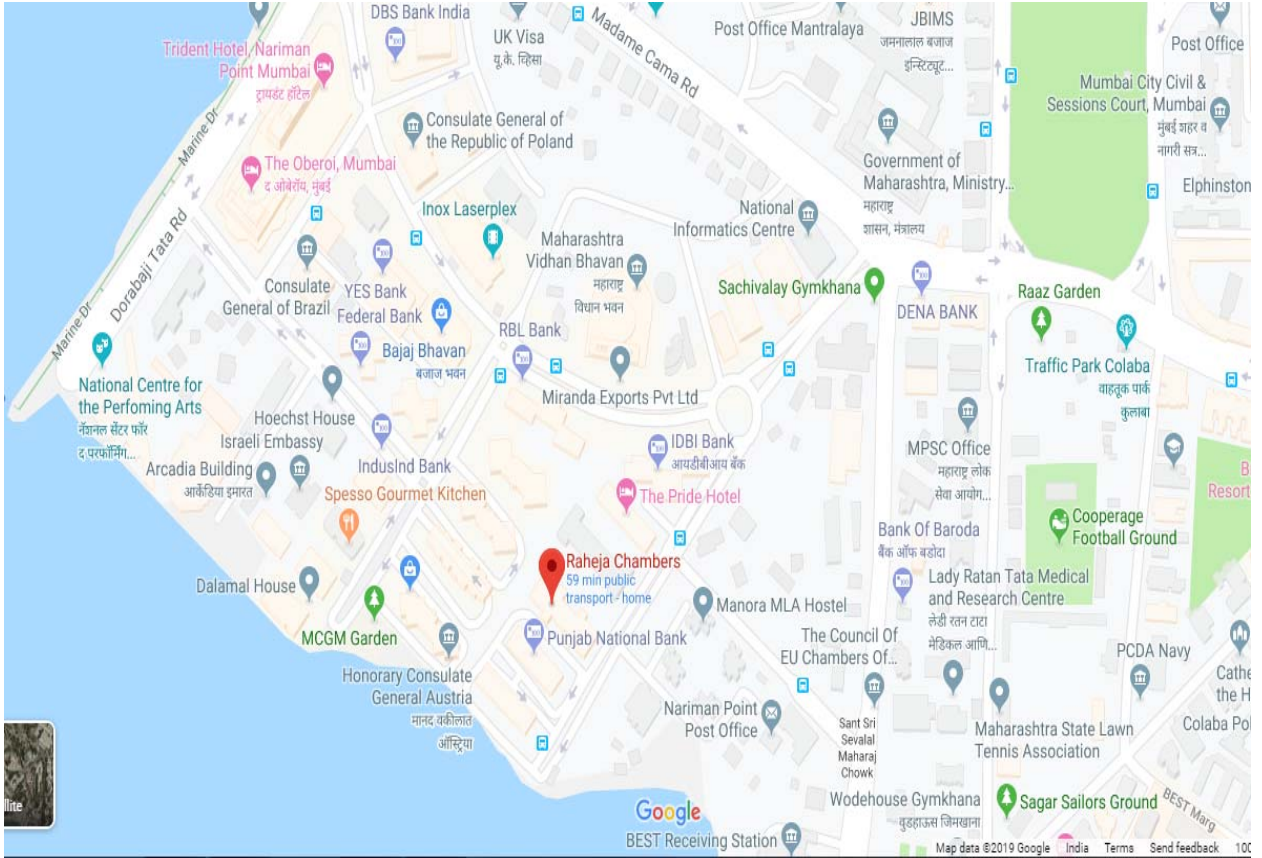 DBS Bank India
UK Visa
यू.के. व्हिसा
Madame Cama Rd
Post Office Mantralaya
JBIMS
जमनालाल बजाज
इन्स्टिट्यूट...
Post Office
Trident Hotel, Nariman
Point Mumbai
ट्रायडंट हॉटेल
Mumbai City Civil &
Sessions Court, Mumbai
मुंबई शहर व
नागरी सत्र...
Marine-Dr
Consulate General of
the Republic of Poland
The Oberoi, Mumbai
द ओबेरॉय, मुंबई
Government of
Maharashtra, Ministry...
महाराष्ट्र
शासन, मंत्रालय
Elphinston
Dorabaji Tata Rd
Inox Laserplex
National
Informatics Centre
Maharashtra
Vidhan Bhavan
महाराष्ट्र
विधान भवन
Consulate
General of Brazil
YES Bank
Federal Bank
Sachivalay Gymkhana
DENA BANK
Raaz Garden
Marine-Dr
RBL Bank
Bajaj Bhavan
बजाज भवन
Traffic Park Colaba
वाहतूक पार्क
कुलाबा
National Centre for
the Perfoming Arts
नॅशनल सेंटर फॉर
द परफॉर्मिंग...
Miranda Exports Pvt Ltd
Hoechst House
Israeli Embassy
IDBI Bank
आयडीबीआय बँक
MPSC Office
महाराष्ट्र लोक
सेवा आयोग...
Arcadia Building
आर्केडिया इमारत
IndusInd Bank
B
Resort
Spesso Gourmet Kitchen
The Pride Hotel
Cooperage
Football Ground
Bank Of Baroda
बैंक ऑफ बड़ोदा
Raheja Chambers
59 min public
transport - home
Dalamal House
Lady Ratan Tata Medical
and Research Centre
लेडी रतन टाटा
मेडिकल आणि...
Manora MLA Hostel
MCGM Garden
Punjab National Bank
The Council Of
EU Chambers Of...
PCDA Navy
Cathe
the H
Honorary Consulate
General Austria
मानद वकीलात
ऑस्ट्रिया
Nariman Point
Post Office
Sant Sri
Sevalal
Maharaj
Chowk
Maharashtra State Lawn
Tennis Association
Colaba Pol
llite
Google
Wodehouse Gymkhana
वुडहाऊस जिमखाना
Sagar Sailors Ground
BEST Marg
BEST Receiving Station
Map data ©2019 Google India Terms Send feedback 100